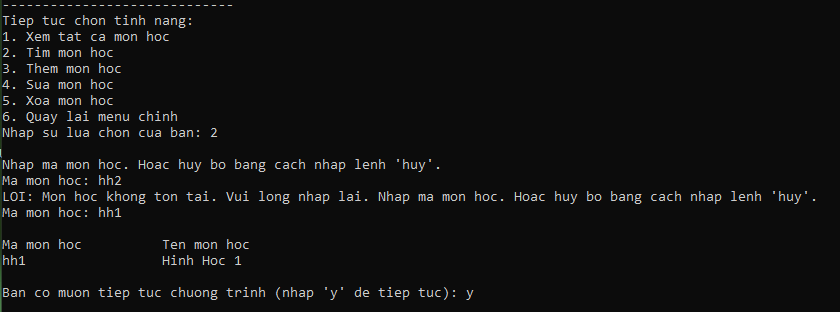 -----------------------------
Tiep tuc chon tinh nang:
1. Xem tat ca mon hoc
2. Tim mon hoc
3. Them mon hoc
4. Sua mon hoc
5. Xoa mon hoc
6. Quay lai menu chinh
Nhap su lua chon cua ban: 2
Nhap ma mon hoc. Hoac huy bo bang cach nhap lenh 'huy'.
Ma mon hoc: hh2
LOI: Mon hoc khong ton tai. Vui long nhap lai. Nhap ma mon hoc. Hoac huy bo bang cach nhap lenh 'huy'.
Ma mon hoc: hh1
Ma mon hoc          Ten mon hoc
hh1                 Hinh Hoc 1
Ban co muon tiep tuc chuong trinh (nhap 'y' de tiep tuc): y